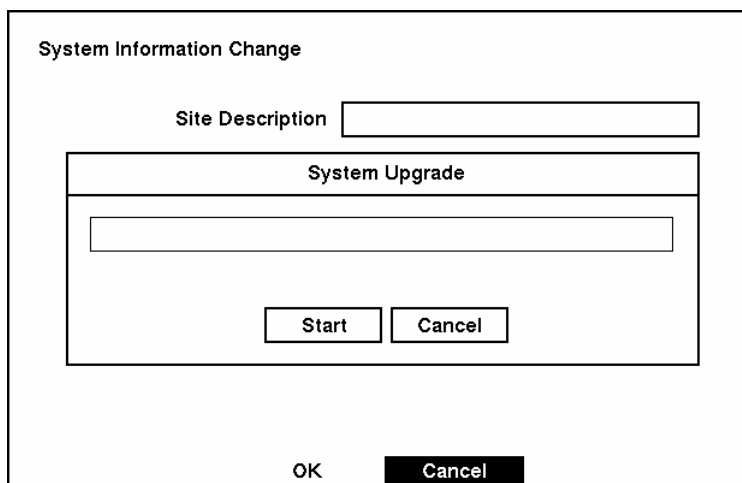 System Information Change
Site Description
System Upgrade
Start Cancel
OK Cancel